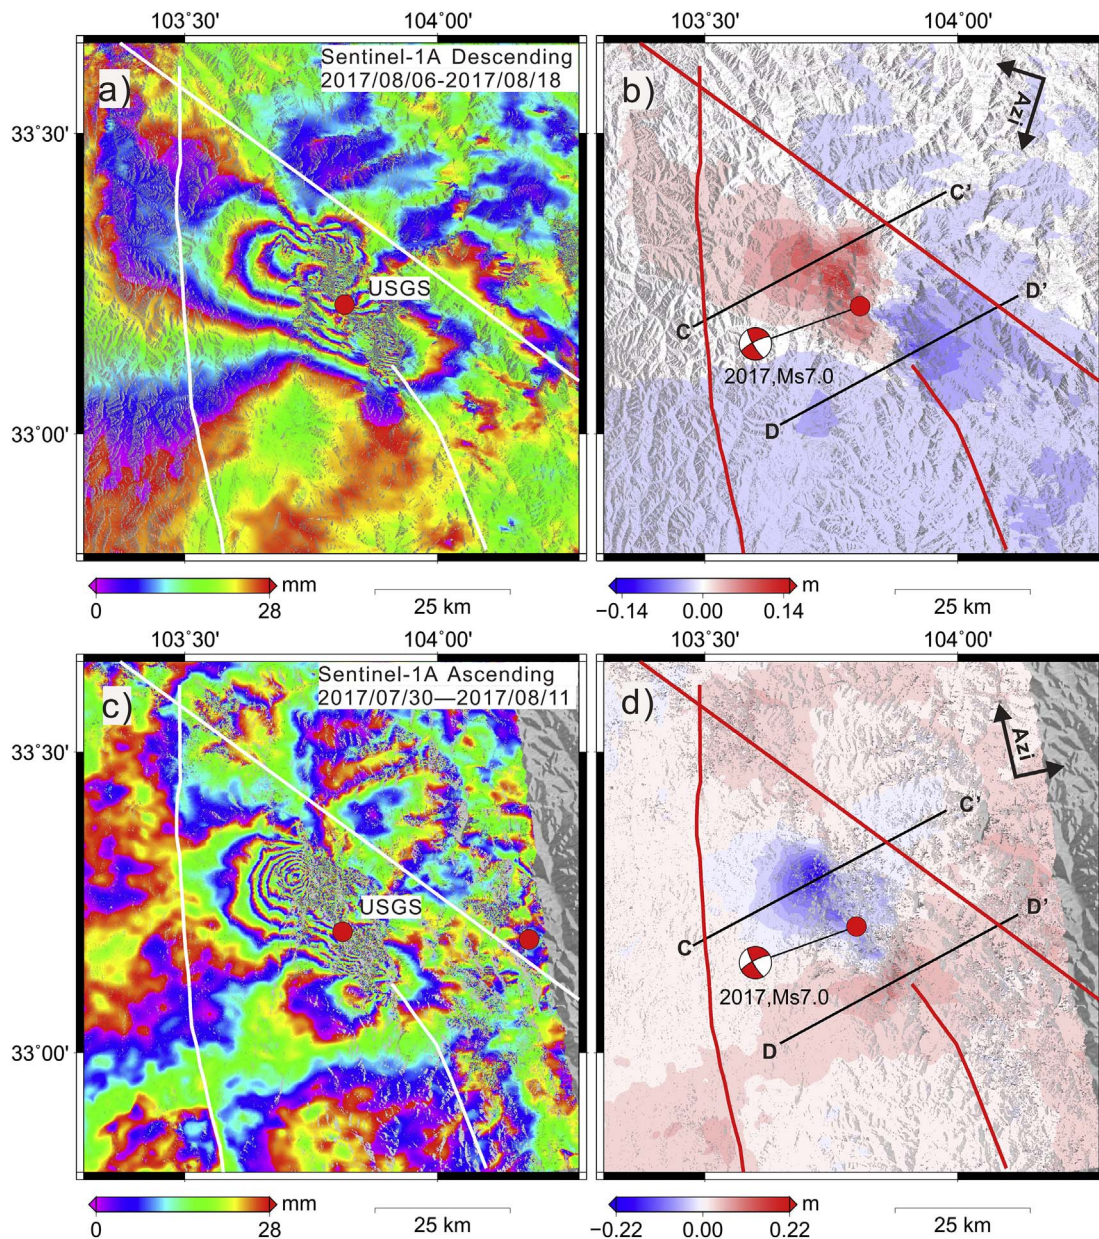 103˚30' 104˚00' 103˚30' 104˚00'
Sentinel-1A Descending
2017/08/06-2017/08/18
a)
b)
Azi
33˚30'
C'
USGS
D'
C
2017,Ms7.0
D
33˚00'
mm
0 28
25 km
m
−0.14 0.00 0.14
25 km
103˚30' 104˚00' 103˚30' 104˚00'
Sentinel-1A Ascending
2017/07/30—2017/08/11
c)
d)
Azi
33˚30'
C'
USGS
D'
C
2017,Ms7.0
D
33˚00'
mm
0 28
25 km
m
−0.22 0.00 0.22
25 km